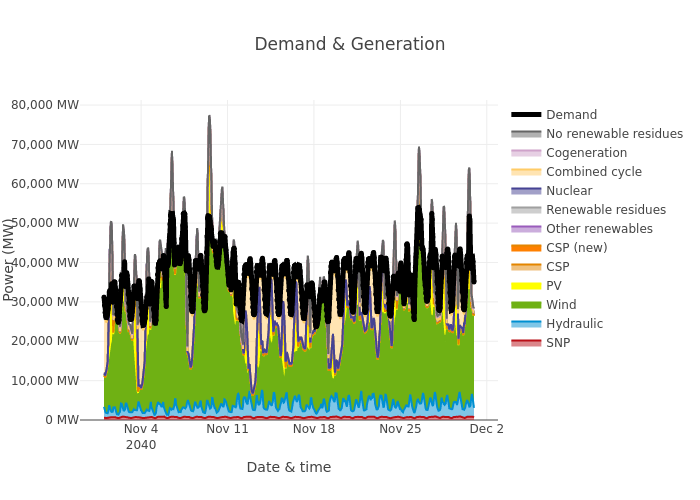 Demand & Generation
80,000 MW
70,000 MW
60,000 MW
50,000 MW
40,000 MW
30,000 MW
20,000 MW
10,000 MW
0 MW
Power (MW)
Nov 4
2040
Nov 11
Nov 18
Nov 25
Dec 2
Date & time
Demand
No renewable residues
Cogeneration
Combined cycle
Nuclear
Renewable residues
Other renewables
CSP (new)
CSP
PV
Wind
Hydraulic
SNP